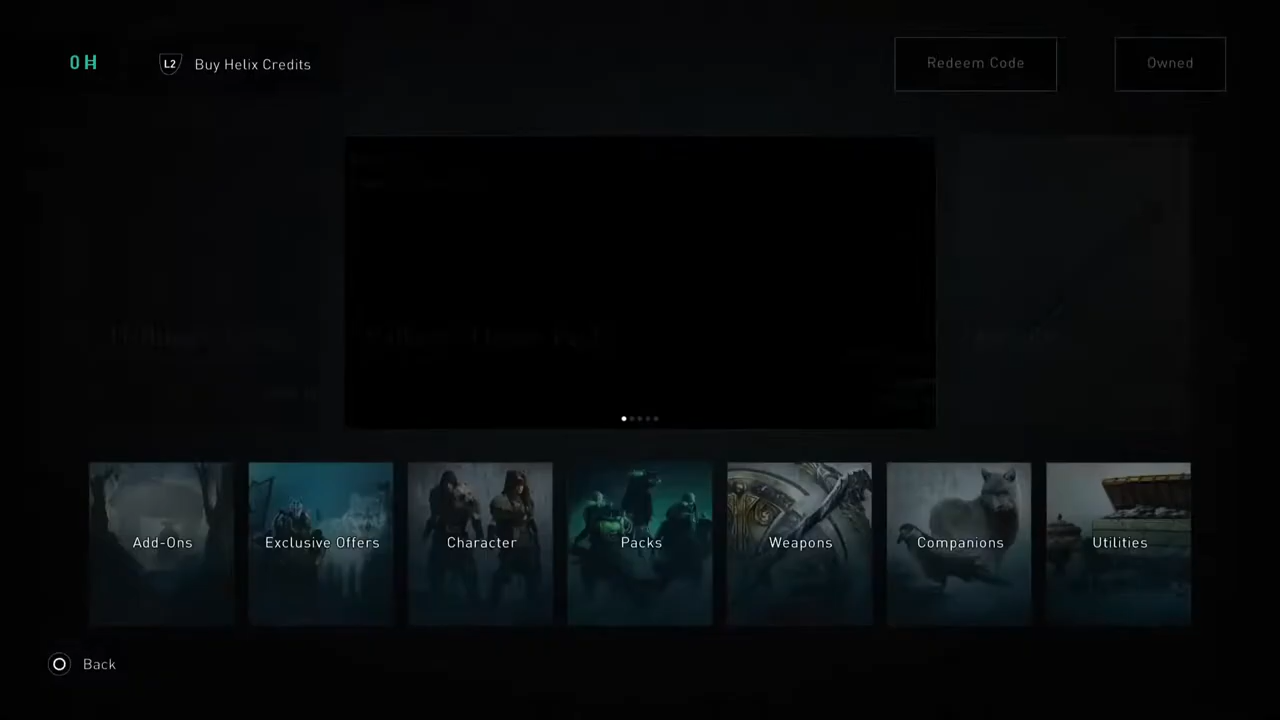 0 H
L2 Buy Helix Credits
Redeem Code
Owned
Add-Ons
Exclusive Offers
Character
Packs
Weapons
Companions
Utilities
Back